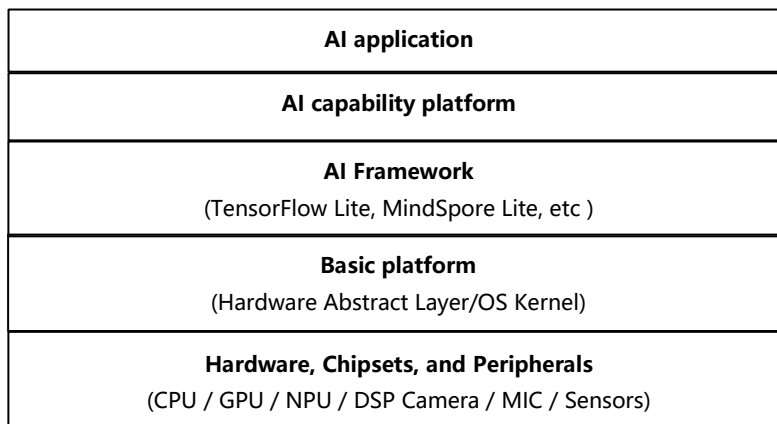 AI application
AI capability platform
AI Framework
(TensorFlow Lite, MindSpore Lite, etc )
Basic platform
(Hardware Abstract Layer/OS Kernel)
Hardware, Chipsets, and Peripherals
(CPU / GPU / NPU / DSP Camera / MIC / Sensors)